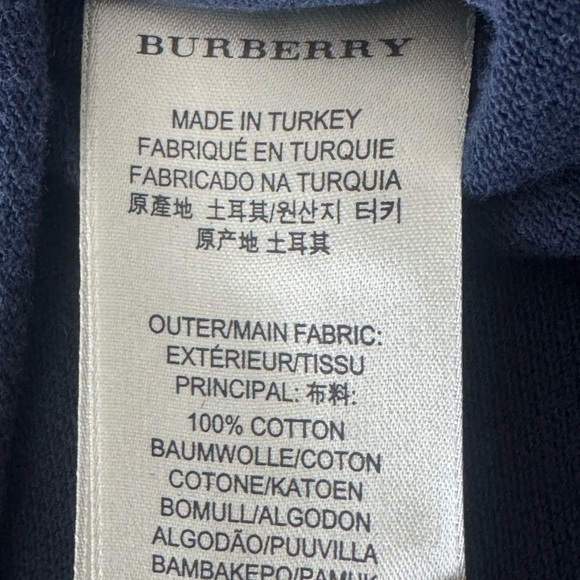 BURBERRY
MADE IN TURKEY
FABRIQUÉ EN TURQUIE
FABRICADO NA TURQUIA
原產地 土耳其/원산지 터키
原产地 土耳其
OUTER/MAIN FABRIC:
EXTÉRIEUR/TISSU
PRINCIPAL: 布料:
100% COTTON
BAUMWOLLE/COTON
COTONE/KATOEN
BOMULL/ALGODON
ALGODÃO/PUUVILLA
BAMBAKEPO/PAMUK